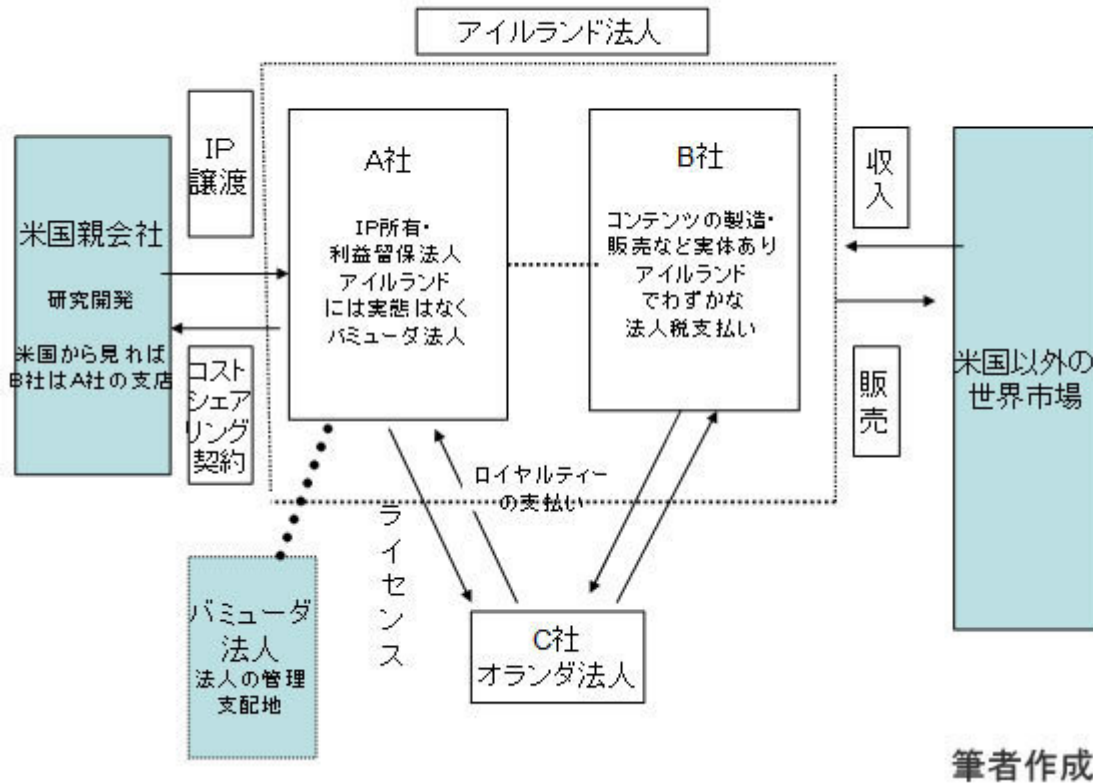 アイルランド法人
IP
譲渡
米国親会社
研究開発
米国から見れば
B社はA社の支店
コスト
シェア
リング
契約
A社
IP所有・
利益留保法人
アイルランド
には実態はなく
バミューダ法人
B社
コンテンツの製造・
販売など実体あり
アイルランド
でわずかな
法人税支払い
収入
販売
米国以外の
世界市場
ロイヤルティー
の支払い
ライセンス
バミューダ
法人
法人の管理
支配地
C社
オランダ法人
筆者作成